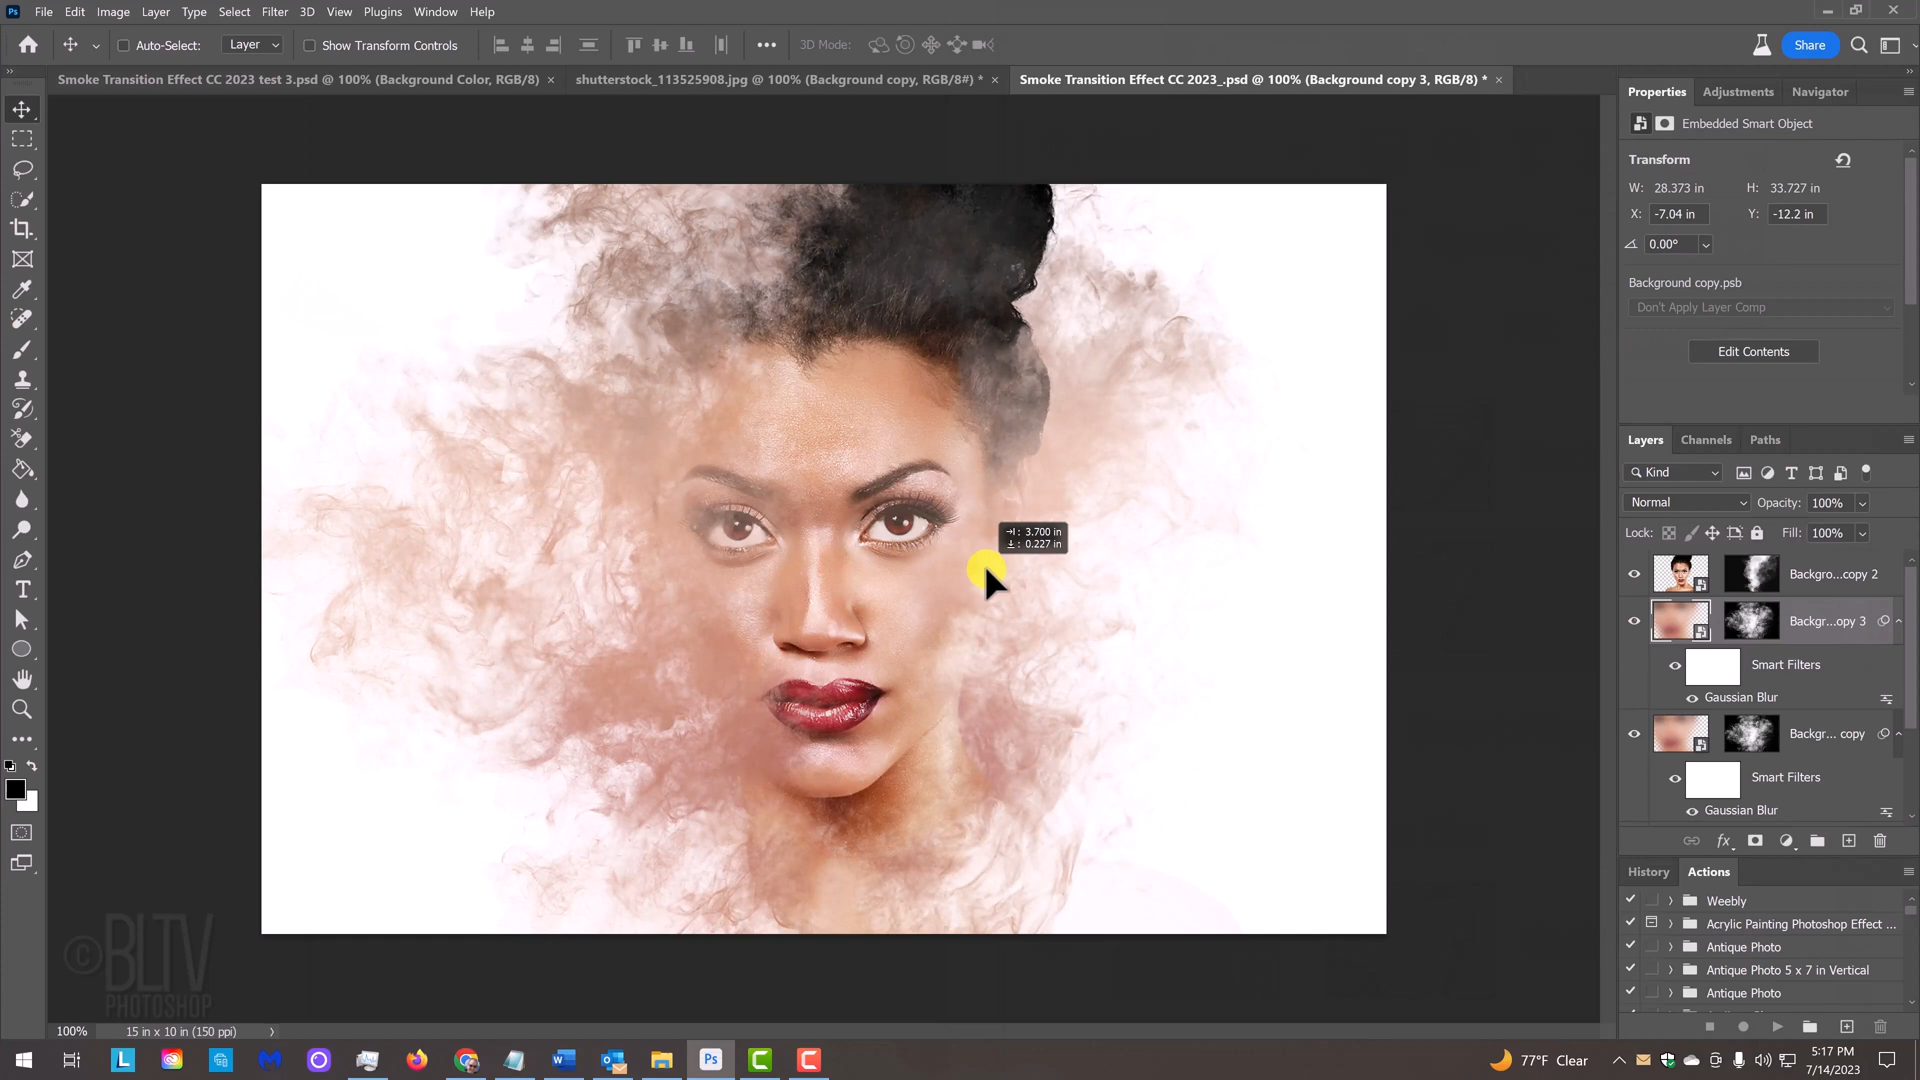 File Edit Image Layer Type Select Filter 3D View Plugins Window Help
Auto-Select: Layer Show Transform Controls 3D Mode: Share
Smoke Transition Effect CC 2023 test 3.psd @ 100% (Background Color, RGB/8) × shutterstock_113525908.jpg @ 100% (Background copy, RGB/8#) * × Smoke Transition Effect CC 2023_.psd @ 100% (Background copy 3, RGB/8) * ×
Properties Adjustments Navigator
Embedded Smart Object
Transform
W: 28.373 in H: 33.727 in
X: -7.04 in Y: -12.2 in
0.00°
Background copy.psb
Don't Apply Layer Comp
Edit Contents
Layers Channels Paths
Kind
Normal Opacity: 100%
Lock: Fill: 100%
Backgro...copy 2
Backgr...opy 3
Smart Filters
Gaussian Blur
Backgr... copy
Smart Filters
Gaussian Blur
fx
History Actions
Weebly
Acrylic Painting Photoshop Effect ...
Antique Photo
Antique Photo 5 x 7 in Vertical
Antique Photo
: 3.700 in
: 0.227 in
©BLTV
PHOTOSHOP
100% 15 in x 10 in (150 ppi)
77°F Clear
5:17 PM
7/14/2023